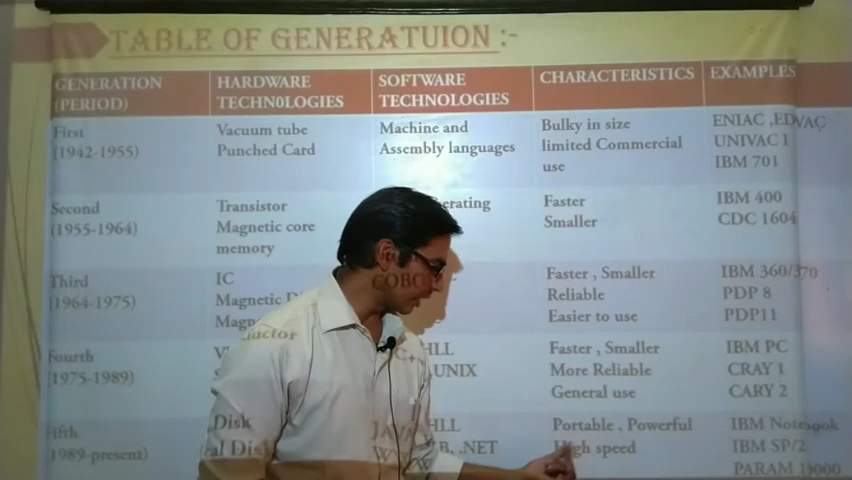 TABLE OF GENERATUION :-
GENERATION (PERIOD)
HARDWARE TECHNOLOGIES
SOFTWARE TECHNOLOGIES
CHARACTERISTICS
EXAMPLES
First
(1942-1955)
Vacuum tube
Punched Card
Machine and
Assembly languages
Bulky in size
limited Commercial
use
ENIAC ,EDVAC
UNIVAC 1
IBM 701
Second
(1955-1964)
Transistor
Magnetic core
memory
Faster
Smaller
IBM 400
CDC 1604
Third
(1964-1975)
IC
Magnetic
Faster , Smaller
Reliable
Easier to use
IBM 360/370
PDP 8
PDP11
Fourth
(1975-1989)
HLL
UNIX
Faster , Smaller
More Reliable
General use
IBM PC
CRAY 1
CARY 2
Fifth
(1989-present)
Disk
HLL
.NET
Portable , Powerful
High speed
IBM Notebook
IBM SP/2
PARAM 10000